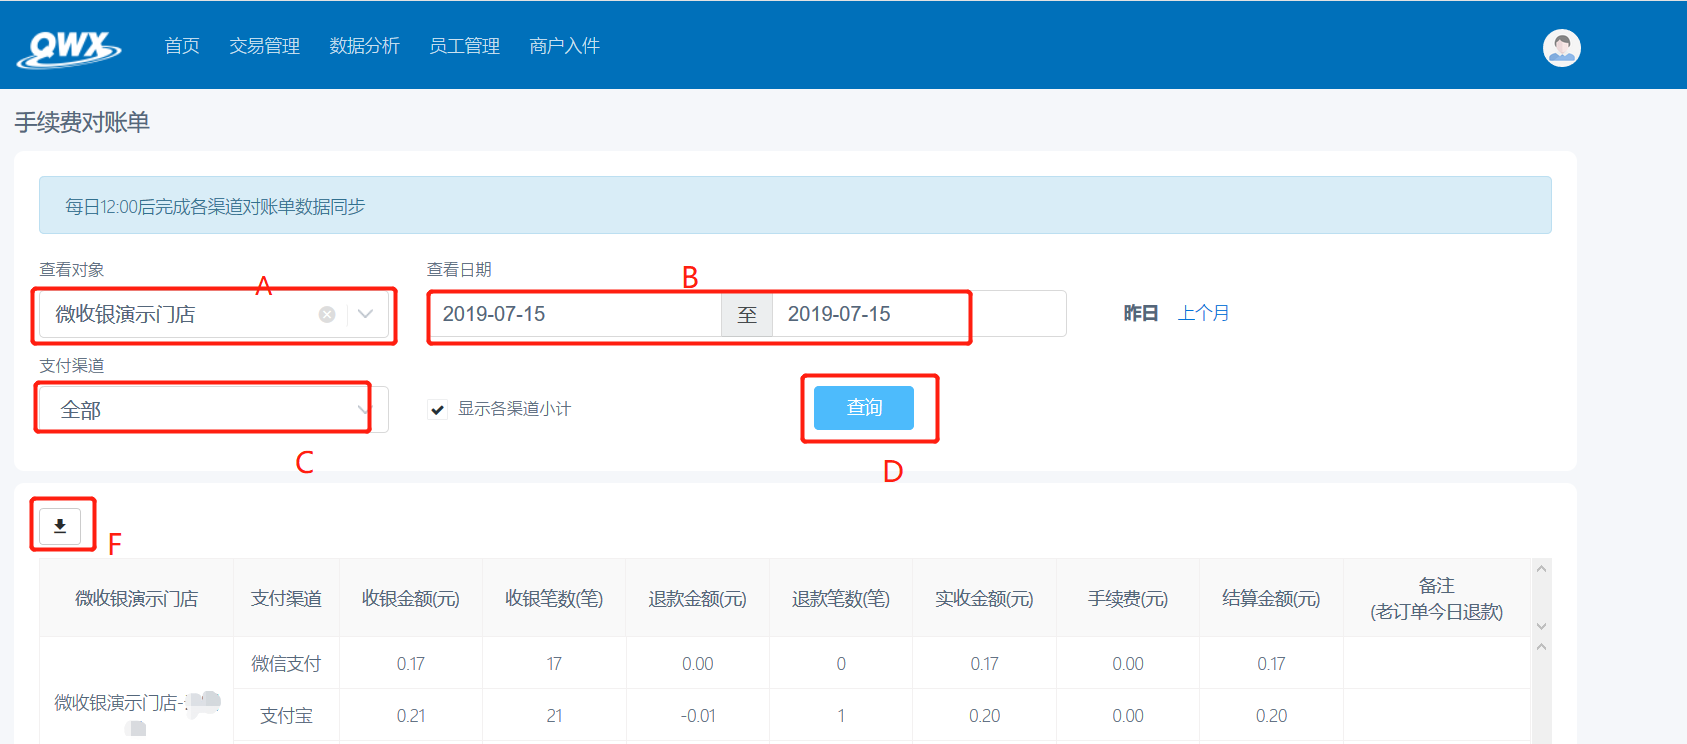 QWX 首页 交易管理 数据分析 员工管理 商户入件
手续费对账单
每日12:00后完成各渠道对账单数据同步
查看对象 查看日期
A B
微收银演示门店 2019-07-15 至 2019-07-15 昨日 上个月
支付渠道
全部 显示各渠道小计 查询
C D
F
微收银演示门店 支付渠道 收银金额(元) 收银笔数(笔) 退款金额(元) 退款笔数(笔) 实收金额(元) 手续费(元) 结算金额(元) 备注
(老订单今日退款)
微信支付 0.17 17 0.00 0 0.17 0.00 0.17
微收银演示门店-
支付宝 0.21 21 -0.01 1 0.20 0.00 0.20